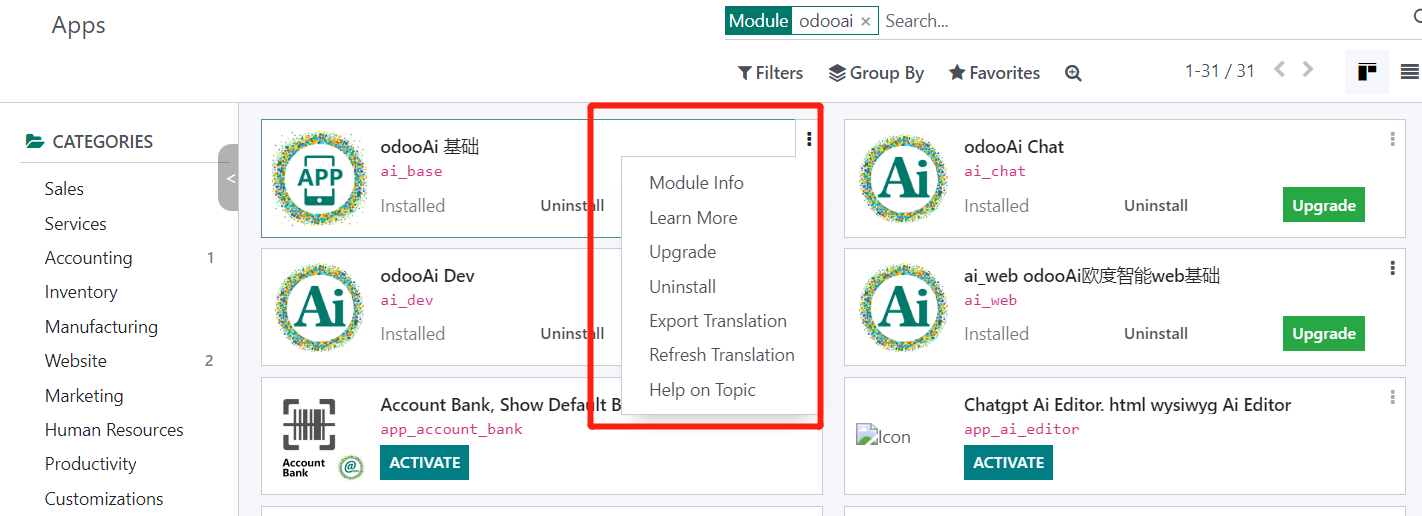 Apps
Module odooai ×
Search...
Filters
Group By
Favorites
1-31 / 31
CATEGORIES
Sales
Services
Accounting 1
Inventory
Manufacturing
Website 2
Marketing
Human Resources
Productivity
Customizations
<
APP
odooAi 基础
ai_base
Installed
Uninstall
Module Info
Learn More
Upgrade
Uninstall
Export Translation
Refresh Translation
Help on Topic
Ai
odooAi Chat
ai_chat
Installed
Uninstall
Upgrade
Ai
odooAi Dev
ai_dev
Installed
Uninstall
Ai
ai_web odooAi欧度智能web基础
ai_web
Installed
Uninstall
Upgrade
Account
Bank
Account Bank, Show Default B
app_account_bank
ACTIVATE
Icon
Chatgpt Ai Editor. html wysiwyg Ai Editor
app_ai_editor
ACTIVATE